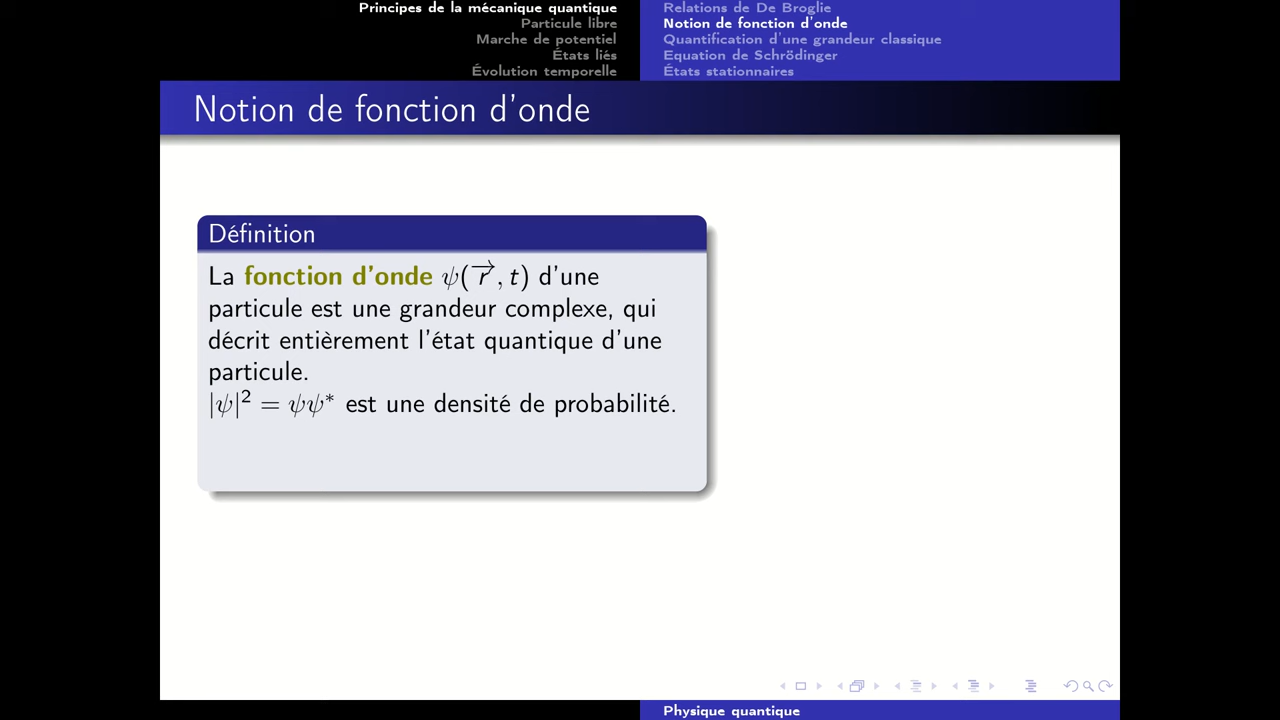 Principes de la mécanique quantique
Particule libre
Marche de potentiel
États liés
Évolution temporelle
Relations de De Broglie
Notion de fonction d'onde
Quantification d'une grandeur classique
Equation de Schrödinger
États stationnaires
Notion de fonction d'onde
Définition
La fonction d'onde ψ(r⃗, t) d'une
particule est une grandeur complexe, qui
décrit entièrement l'état quantique d'une
particule.
|ψ|² = ψψ* est une densité de probabilité.
Physique quantique